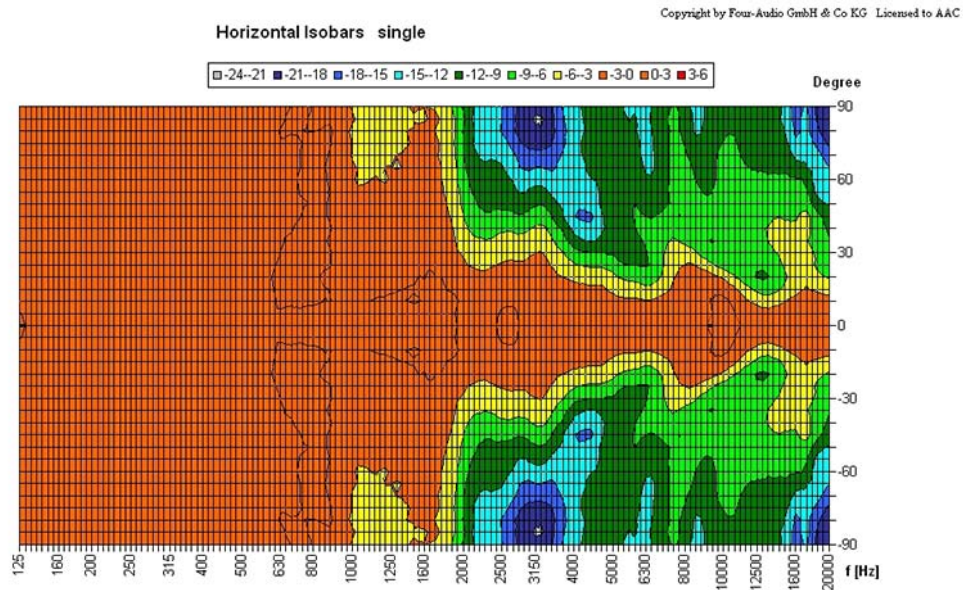 Copyright by Four-Audio GmbH & Co KG Licensed to AAC
Horizontal Isobars single
-24--21 -21--18 -18--15 -15--12 -12--9 -9--6 -6--3 -3-0 0-3 3-6
Degree
90
60
30
0
-30
-60
-90
125 160 200 250 315 400 500 630 800 1000 1250 1600 2000 2500 3150 4000 5000 6300 8000 10000 12500 16000 20000 f [Hz]